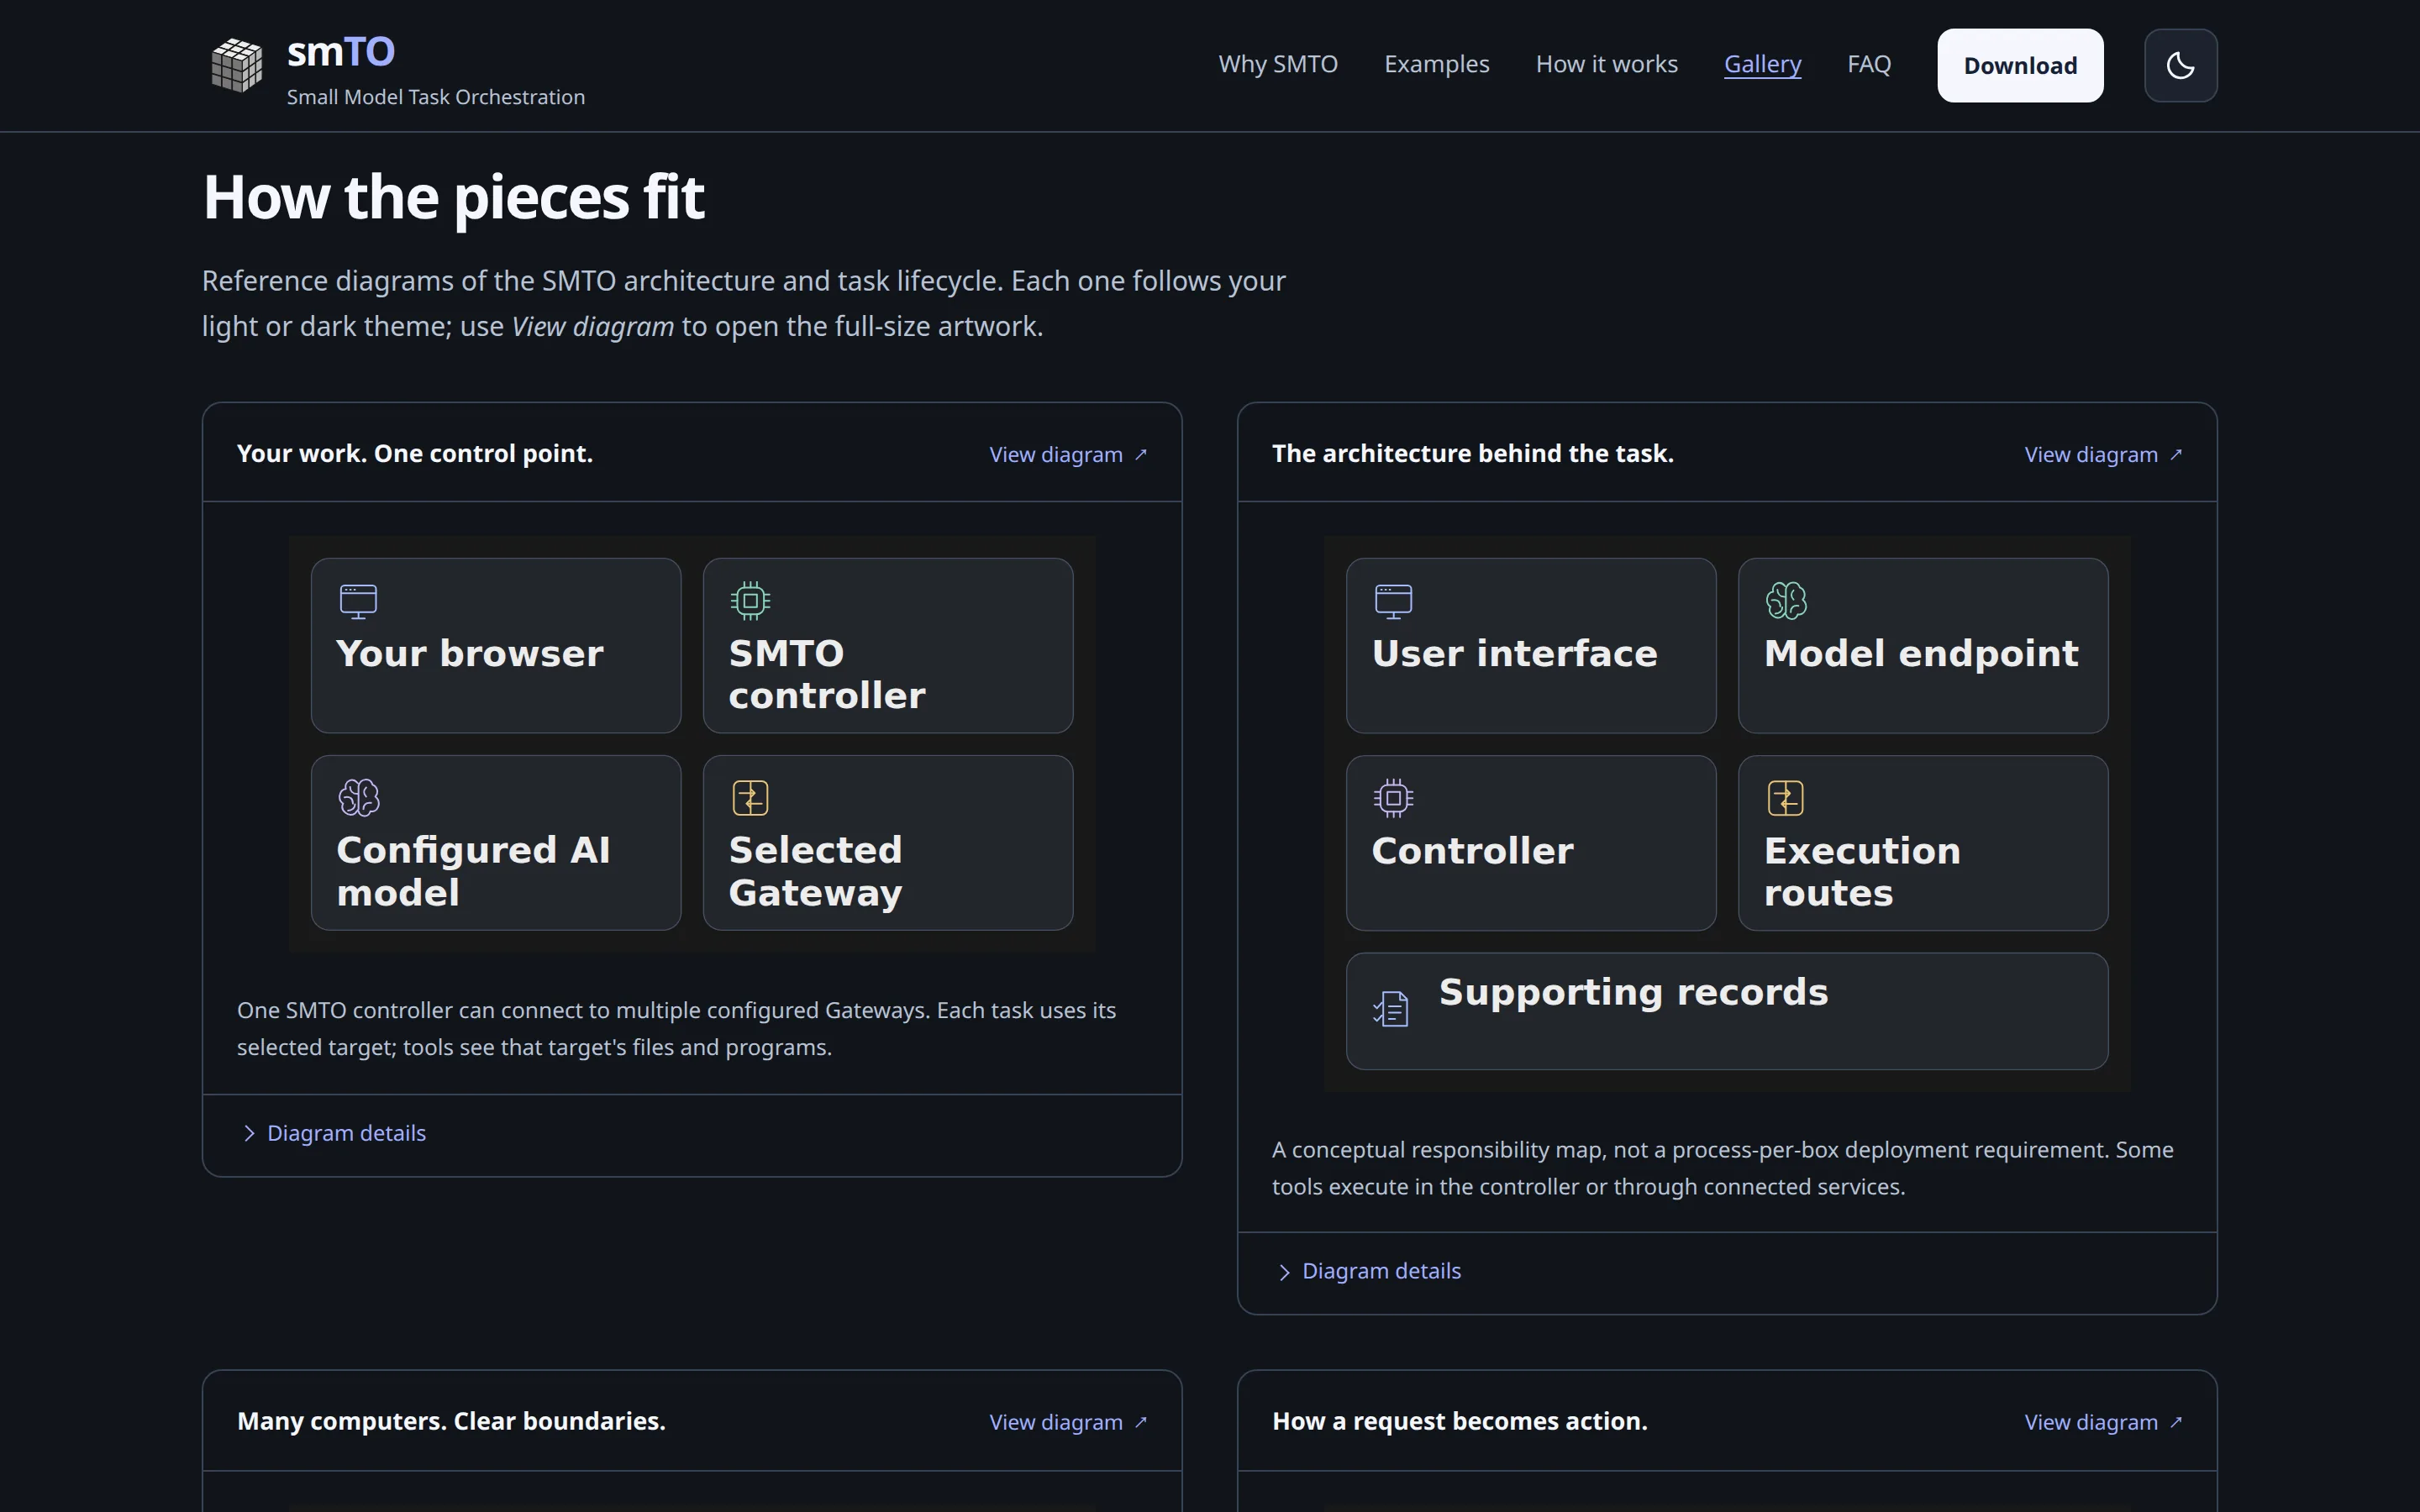 smTO
Small Model Task Orchestration
Why SMTO
Examples
How it works
Gallery
FAQ
Download
How the pieces fit
Reference diagrams of the SMTO architecture and task lifecycle. Each one follows your
light or dark theme; use View diagram to open the full-size artwork.
Your work. One control point.
View diagram ↗
Your browser
SMTO
controller
Configured AI
model
Selected
Gateway
One SMTO controller can connect to multiple configured Gateways. Each task uses its
selected target; tools see that target's files and programs.
Diagram details
The architecture behind the task.
View diagram ↗
User interface
Model endpoint
Controller
Execution
routes
Supporting records
A conceptual responsibility map, not a process-per-box deployment requirement. Some
tools execute in the controller or through connected services.
Diagram details
Many computers. Clear boundaries.
View diagram ↗
How a request becomes action.
View diagram ↗